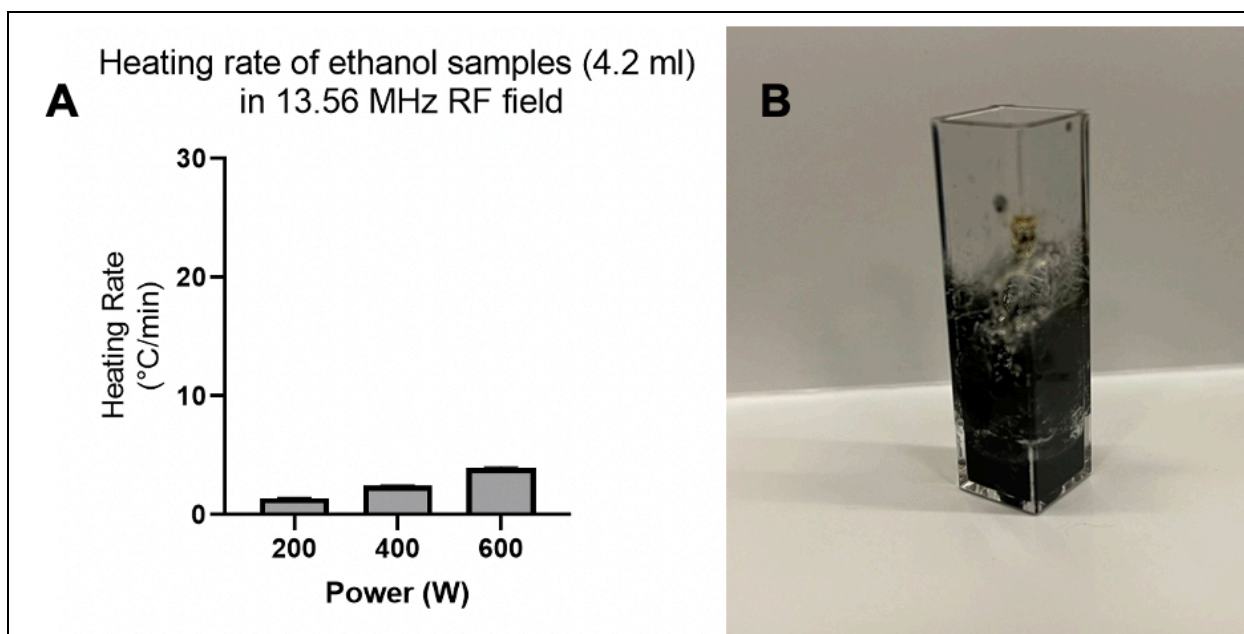 Heating rate of ethanol samples (4.2 ml)
in 13.56 MHz RF field
A
B
30
20
10
0
Heating Rate
(°C/min)
200 400 600
Power (W)